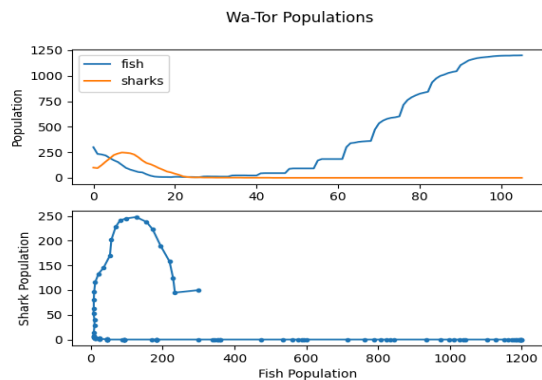 Wa-Tor Populations
1250
1000
750
500
250
0
Population
fish
sharks
0 20 40 60 80 100
250
200
150
100
50
0
Shark Population
0 200 400 600 800 1000 1200
Fish Population